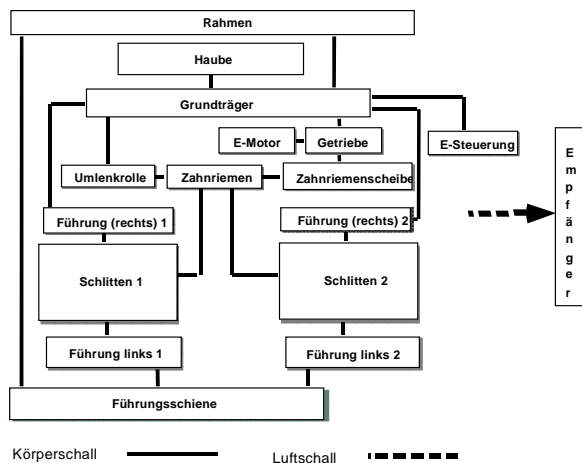 Rahmen
Haube
Grundträger
E-Motor
Getriebe
E-Steuerung
Umlenkrolle
Zahnriemen
Zahnriemenscheibe
Führung (rechts) 1
Führung (rechts) 2
Schlitten 1
Schlitten 2
Führung links 1
Führung links 2
Führungsschiene
Empfänger
Körperschall
Luftschall